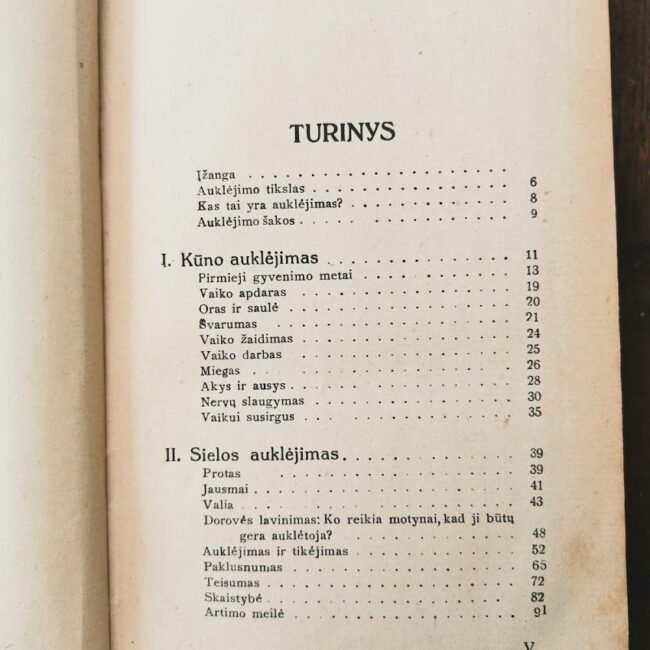 TURINYS
Įžanga . . . . . . . . . . . . . . . . .
Auklėjimo tikslas . . . . . . . . . . . . . 6
Kas tai yra auklėjimas? . . . . . . . . . . 8
Auklėjimo šakos . . . . . . . . . . . . . 9
I. Kūno auklėjimas . . . . . . . . . . . . 11
Pirmieji gyvenimo metai . . . . . . . . . 13
Vaiko apdaras . . . . . . . . . . . . . . 19
Oras ir saulė . . . . . . . . . . . . . . 20
Švarumas . . . . . . . . . . . . . . . 21
Vaiko žaidimas . . . . . . . . . . . . . 24
Vaiko darbas . . . . . . . . . . . . . . 25
Miegas . . . . . . . . . . . . . . . . 26
Akys ir ausys . . . . . . . . . . . . . . 28
Nervų slaugymas . . . . . . . . . . . . 30
Vaikui susirgus . . . . . . . . . . . . . 35
II. Sielos auklėjimas . . . . . . . . . . . 39
Protas . . . . . . . . . . . . . . . . 39
Jausmai . . . . . . . . . . . . . . . . 41
Valia . . . . . . . . . . . . . . . . . 43
Dorovės lavinimas: Ko reikia motynai, kad ji būtų
gera auklėtoja? . . . . . . . . . . . 48
Auklėjimas ir tikėjimas . . . . . . . . . . 52
Paklusnumas . . . . . . . . . . . . . . 65
Teisumas . . . . . . . . . . . . . . . 72
Skaistybė . . . . . . . . . . . . . . . 82
Artimo meilė . . . . . . . . . . . . . . 91
V